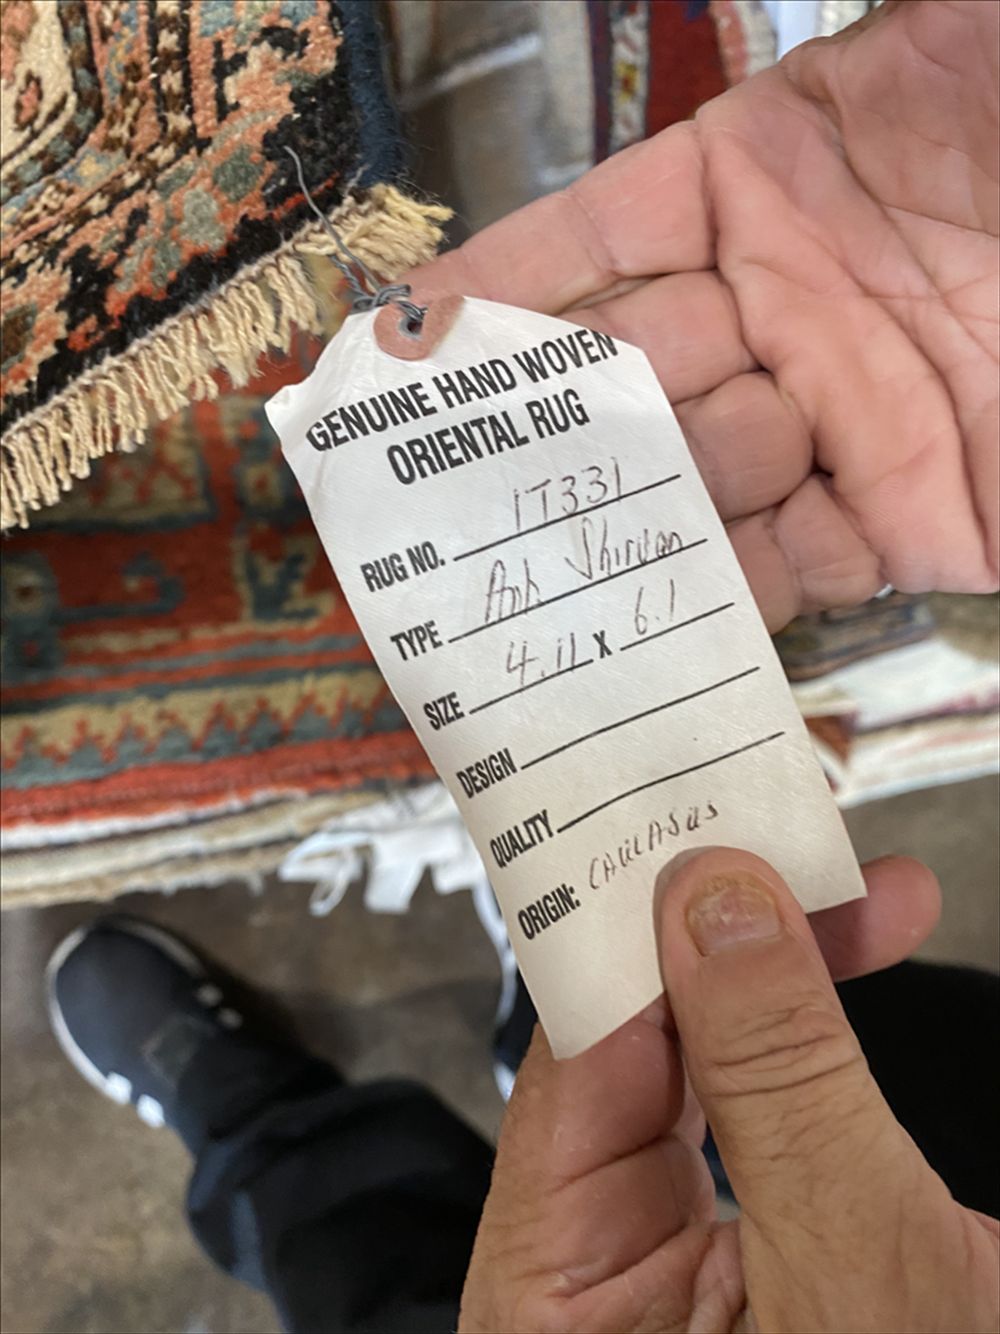 GENUINE HAND WOVEN
ORIENTAL RUG
RUG NO. 1T331
TYPE Ant. Shirvan
SIZE 4.11 x 6.1
DESIGN
QUALITY
ORIGIN: CAUCASUS